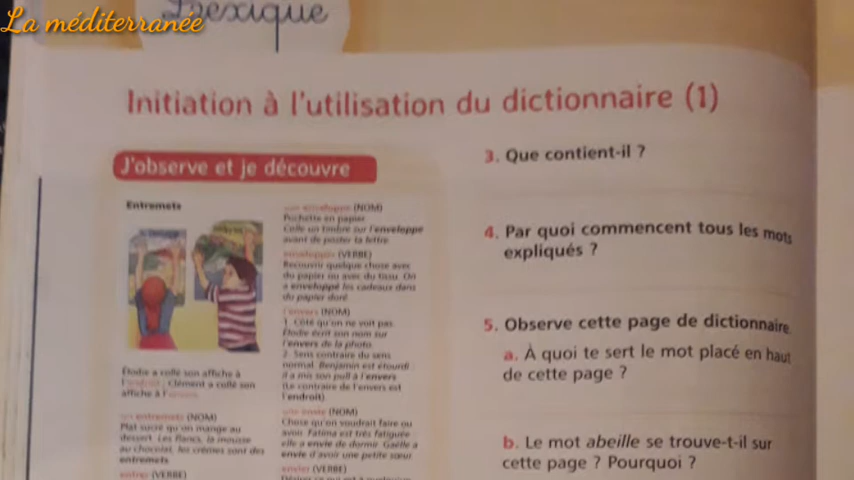 La méditerranée
Lexique
Initiation à l'utilisation du dictionnaire (1)
J'observe et je découvre
Entremets
Élodie a collé son affiche à
l'endroit ; Clément a collé son
affiche à l'envers
un entremets (NOM)
Plat sucré qu'on mange au
dessert. Les flancs, la mousse
au chocolat, les crèmes sont des
entremets
entrer (VERBE)
une enveloppe (NOM)
Pochette en papier
Colle un timbre sur l'enveloppe
avant de poster la lettre
envelopper (VERBE)
Recouvrir quelque chose avec
du papier ou avec du tissu. On
a enveloppé les cadeaux dans
du papier doré
l'envers (NOM)
1. Côté qu'on ne voit pas.
Élodie écrit son nom sur
l'envers de la photo.
2. Sens contraire du sens
normal. Benjamin est étourdi :
il a mis son pull à l'envers
(Le contraire de l'envers est
l'endroit).
une envie (NOM)
Chose qu'on voudrait faire ou
avoir. Fatima est très fatiguée
elle a envie de dormir. Gaëlle a
envie d'avoir une petite sœur
envier (VERBE)
3. Que contient-il ?
4. Par quoi commencent tous les mots
expliqués ?
5. Observe cette page de dictionnaire
a. À quoi te sert le mot placé en haut
de cette page ?
b. Le mot abeille se trouve-t-il sur
cette page ? Pourquoi ?